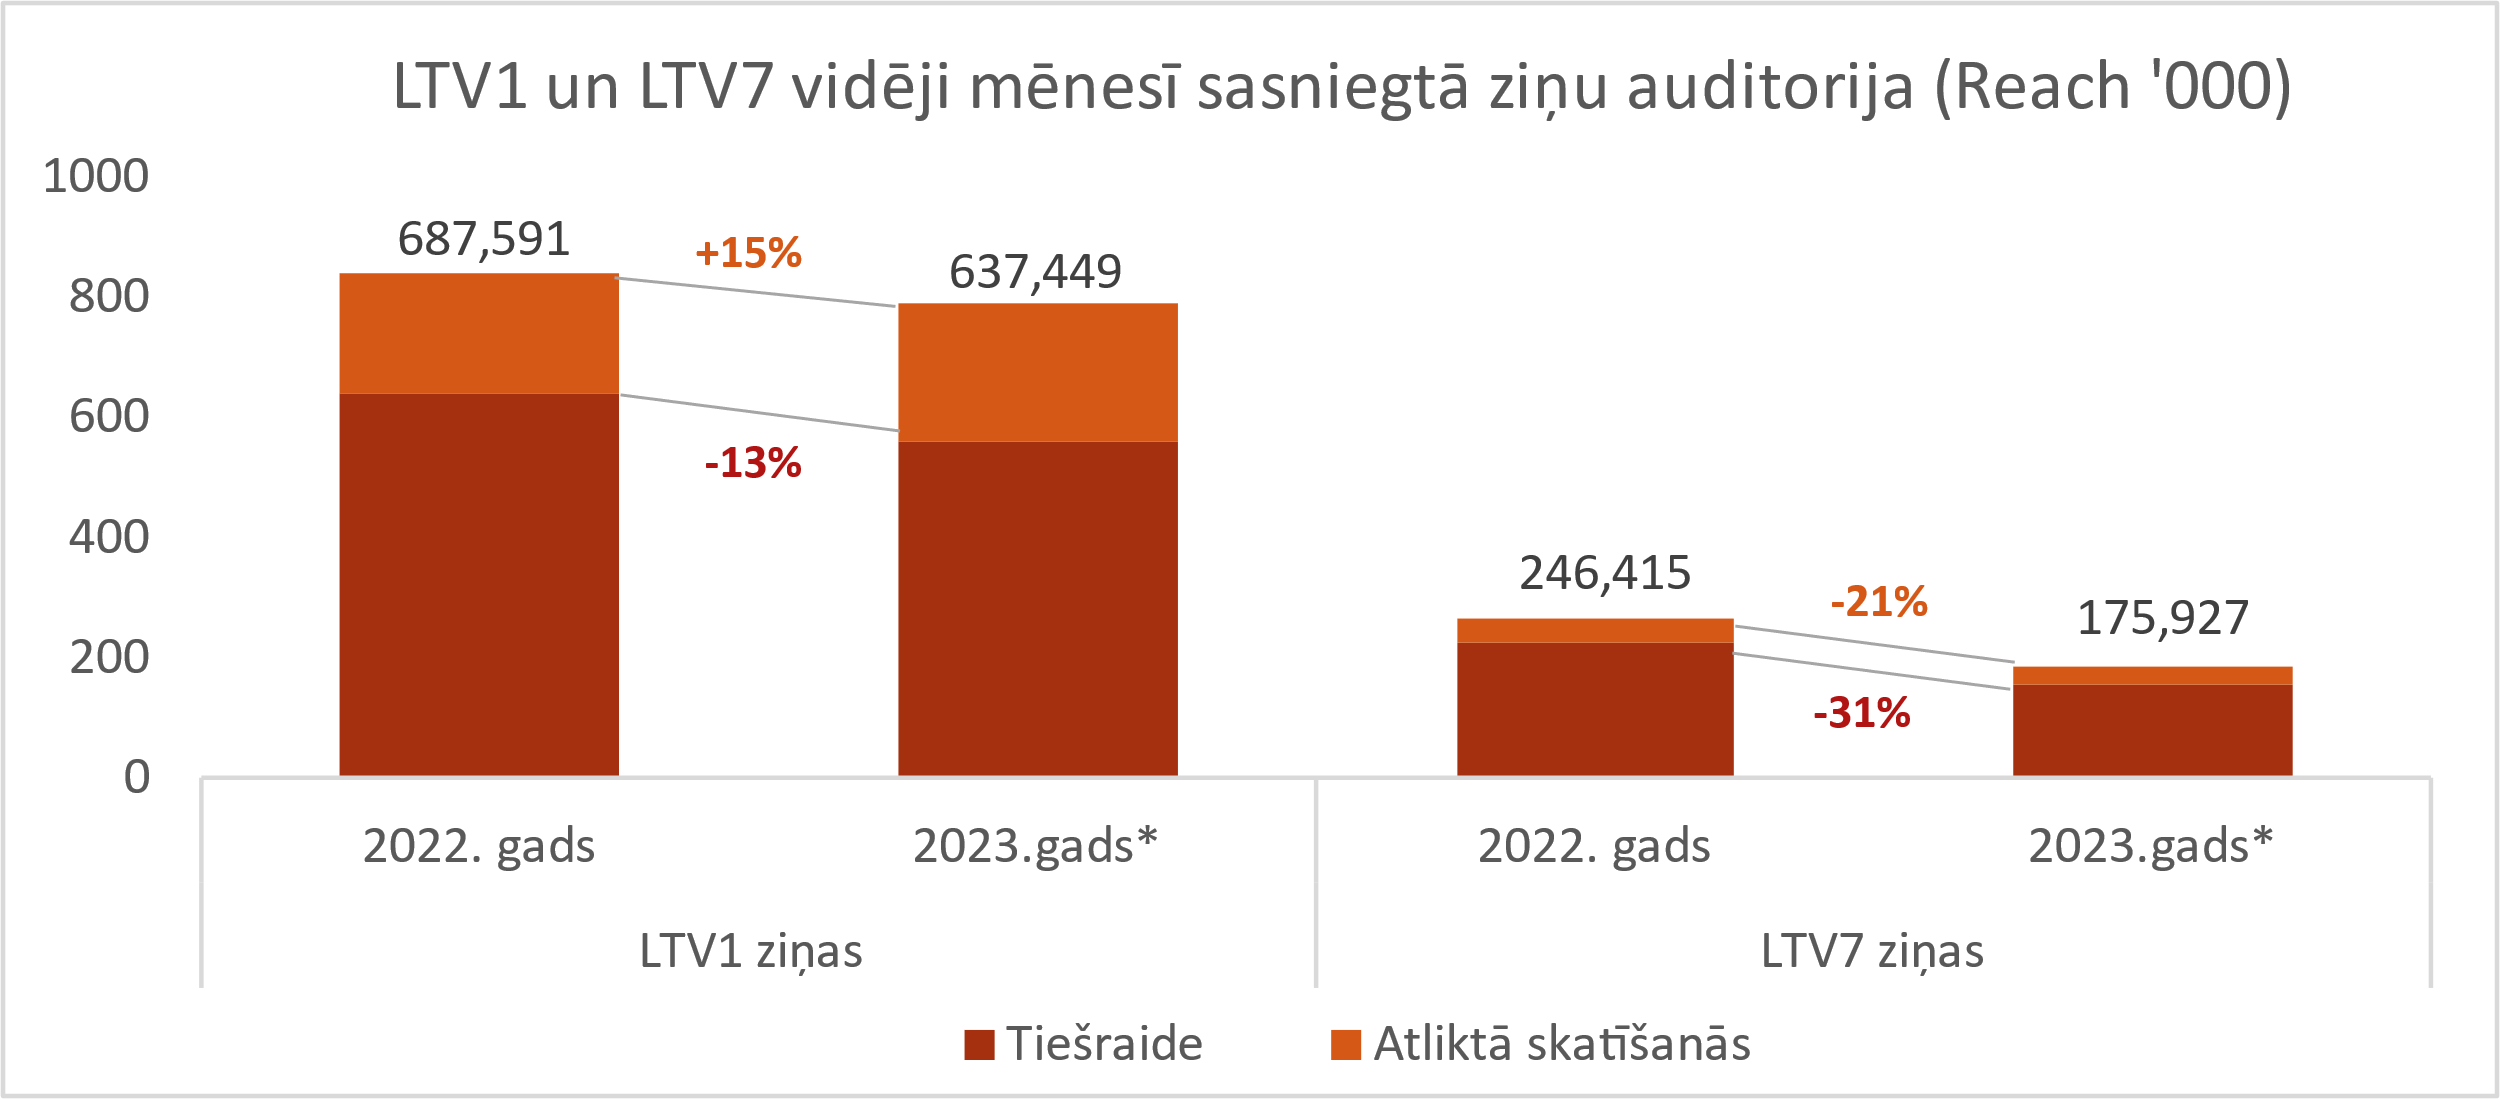 LTV1 un LTV7 vidēji mēnesī sasniegtā ziņu auditorija (Reach '000)
1000
800
600
400
200
0
687,591
+15%
637,449
-13%
246,415
-21%
175,927
-31%
2022. gads
2023.gads*
2022. gads
2023.gads*
LTV1 ziņas
LTV7 ziņas
Tiešraide
Atliktā skatīšanās